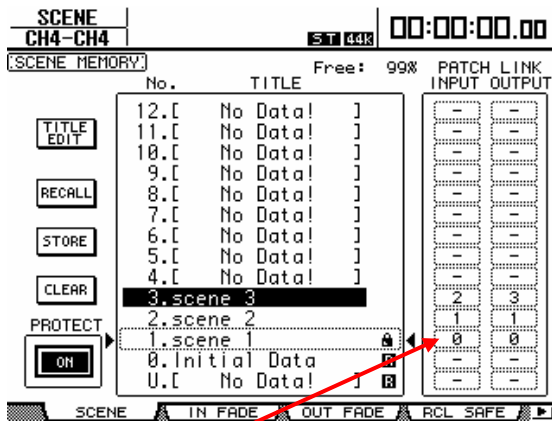 SCENE
CH4-CH4
ST 44k
00:00:00.00
SCENE MEMORY
Free: 99%
PATCH LINK
No. TITLE
INPUT OUTPUT
12.[ No Data! ] - -
TITLE EDIT
11.[ No Data! ] - -
10.[ No Data! ] - -
9.[ No Data! ] - -
RECALL
8.[ No Data! ] - -
7.[ No Data! ] - -
STORE
6.[ No Data! ] - -
5.[ No Data! ] - -
4.[ No Data! ] - -
CLEAR
3.scene 3 2 3
2.scene 2 1 1
PROTECT
1.scene 1 0 0
ON
0.Initial Data R - -
U.[ No Data! ] R - -
SCENE IN FADE OUT FADE RCL SAFE